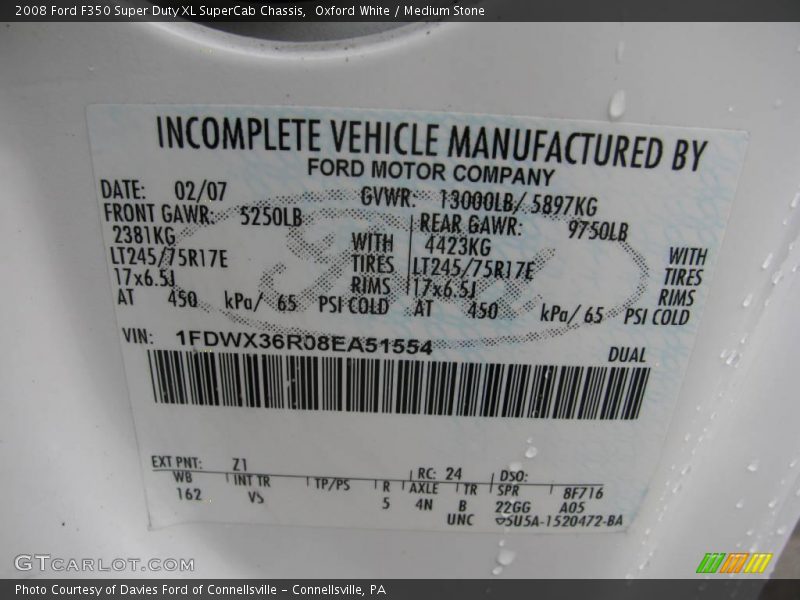 2008 Ford F350 Super Duty XL SuperCab Chassis, Oxford White / Medium Stone
INCOMPLETE VEHICLE MANUFACTURED BY
FORD MOTOR COMPANY
DATE: 02/07 GVWR: 13000LB/ 5897KG
FRONT GAWR: 5250LB REAR GAWR: 9750LB
2381KG WITH 4423KG WITH
LT245/75R17E TIRES LT245/75R17E TIRES
17x6.5J RIMS 17x6.5J RIMS
AT 450 kPa/ 65 PSI COLD AT 450 kPa/ 65 PSI COLD
VIN: 1FDWX36R08EA51554
DUAL
EXT PNT: Z1 RC: 24 DSO:
WB INT TR TP/PS R AXLE TR SPR 8F716
162 VS 5 4N B 22GG A05
UNC 5U5A-1520472-BA
GTCARLOT.COM
Photo Courtesy of Davies Ford of Connellsville - Connellsville, PA